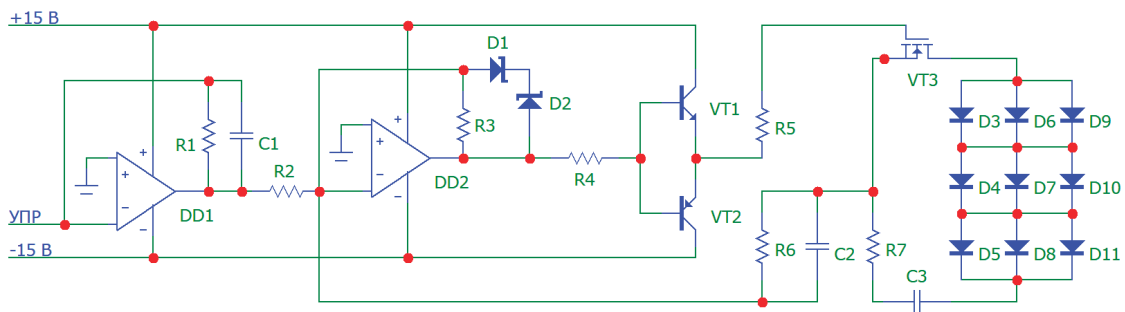 +15 В
D1
VT3
D2
VT1
D3
D6
D9
R1
C1
R3
R5
+
+
+
+
R2
DD2
R4
D4
D7
D10
−
−
DD1
VT2
УПР
−
−
-15 В
R6
C2
R7
D5
D8
D11
C3